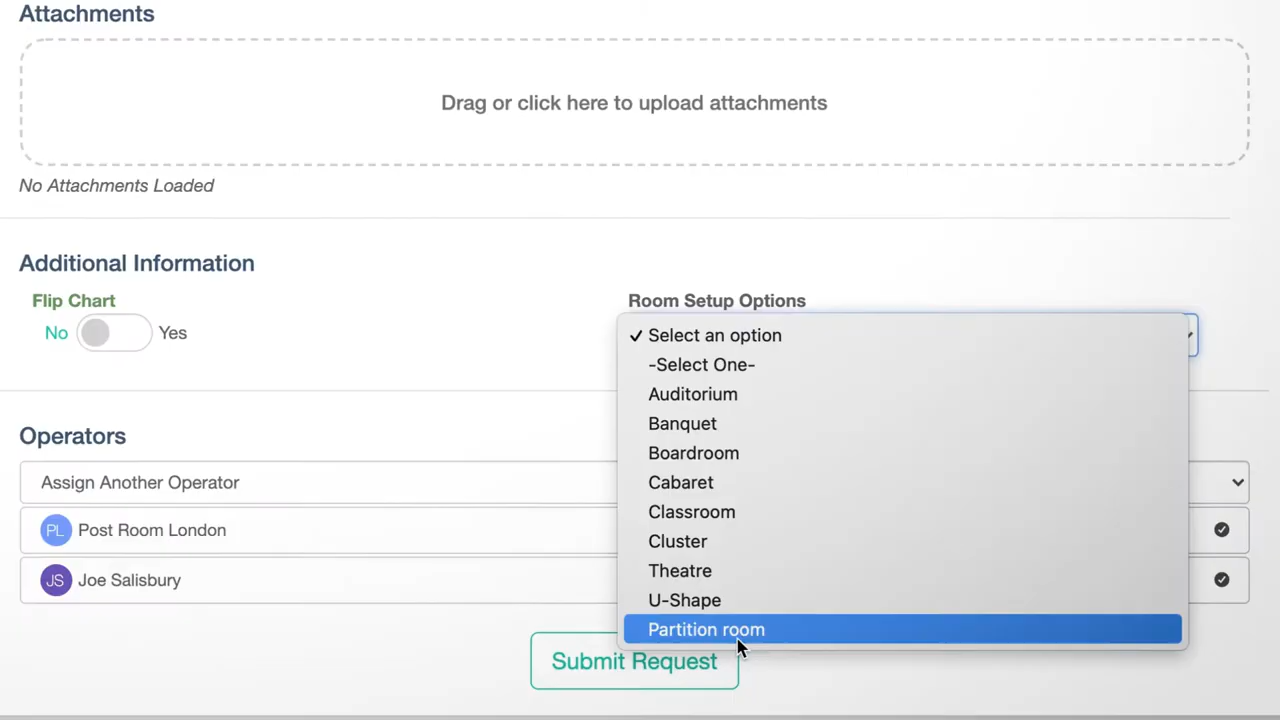 Attachments
Drag or click here to upload attachments
No Attachments Loaded
Additional Information
Flip Chart
No Yes
Room Setup Options
✓ Select an option
-Select One-
Auditorium
Banquet
Boardroom
Cabaret
Classroom
Cluster
Theatre
U-Shape
Partition room
Operators
Assign Another Operator
PL Post Room London
JS Joe Salisbury
Submit Request